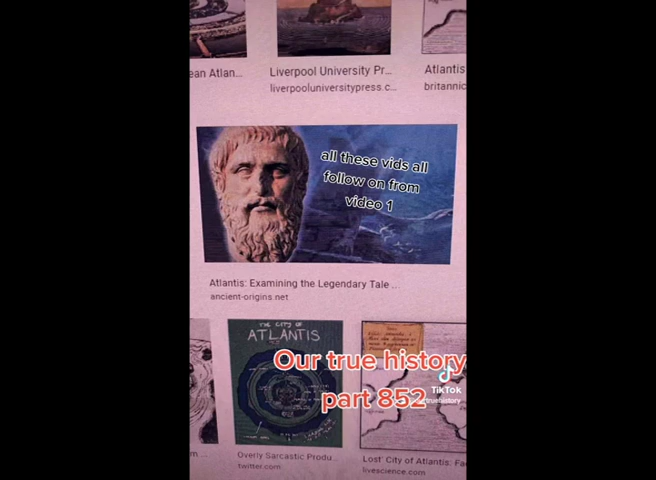 ean Atlan...
Liverpool University Pr...
Atlantis
liverpooluniversitypress.c...
britannic
all these vids all
follow on from
video 1
Atlantis: Examining the Legendary Tale ...
ancient-origins.net
THE CITY OF
ATLANTIS
Our true history
part 852
TikTok
truehistory
m ...
Overly Sarcastic Produ...
Lost City of Atlantis: Fac
twitter.com
livescience.com